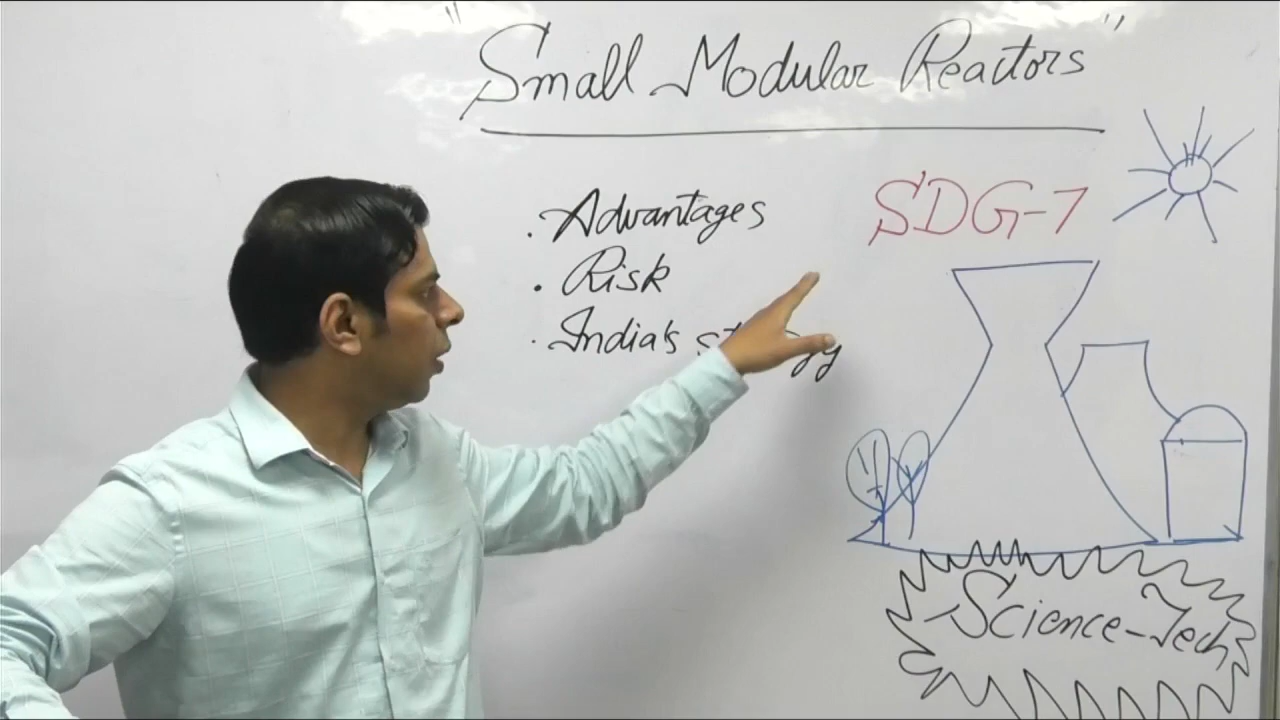 "Small Modular Reactors"
. Advantages
. Risk
. India's
SDG-7
Science-Tech